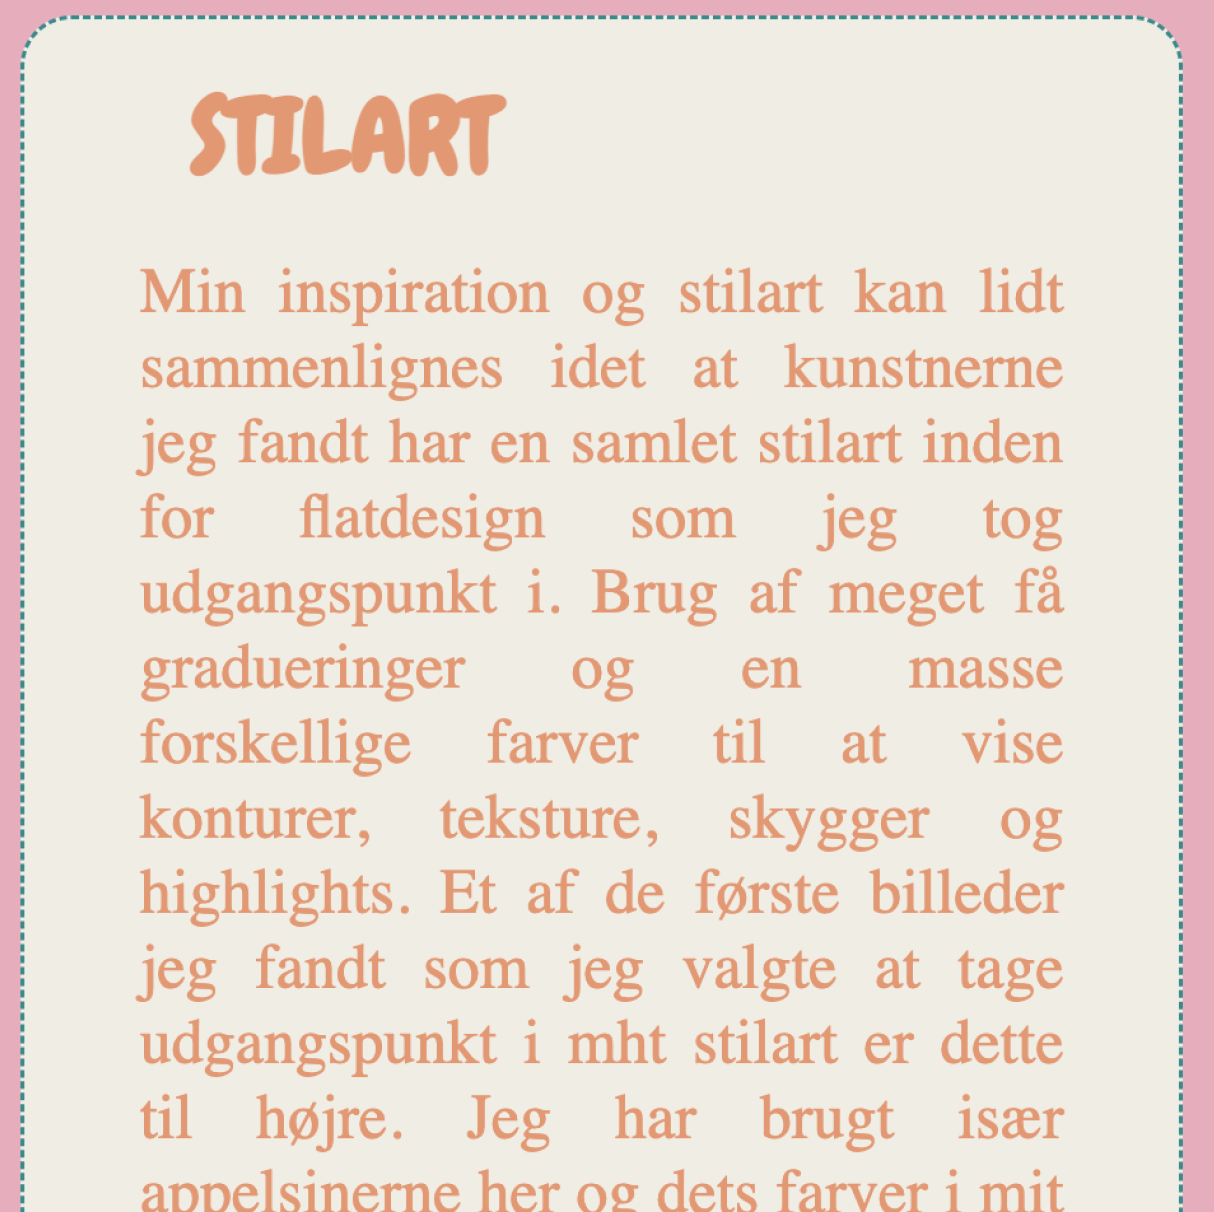 STILART
Min inspiration og stilart kan lidt
sammenlignes idet at kunstnerne
jeg fandt har en samlet stilart inden
for flatdesign som jeg tog
udgangspunkt i. Brug af meget få
gradueringer og en masse
forskellige farver til at vise
konturer, teksture, skygger og
highlights. Et af de første billeder
jeg fandt som jeg valgte at tage
udgangspunkt i mht stilart er dette
til højre. Jeg har brugt især
appelsinerne her og dets farver i mit